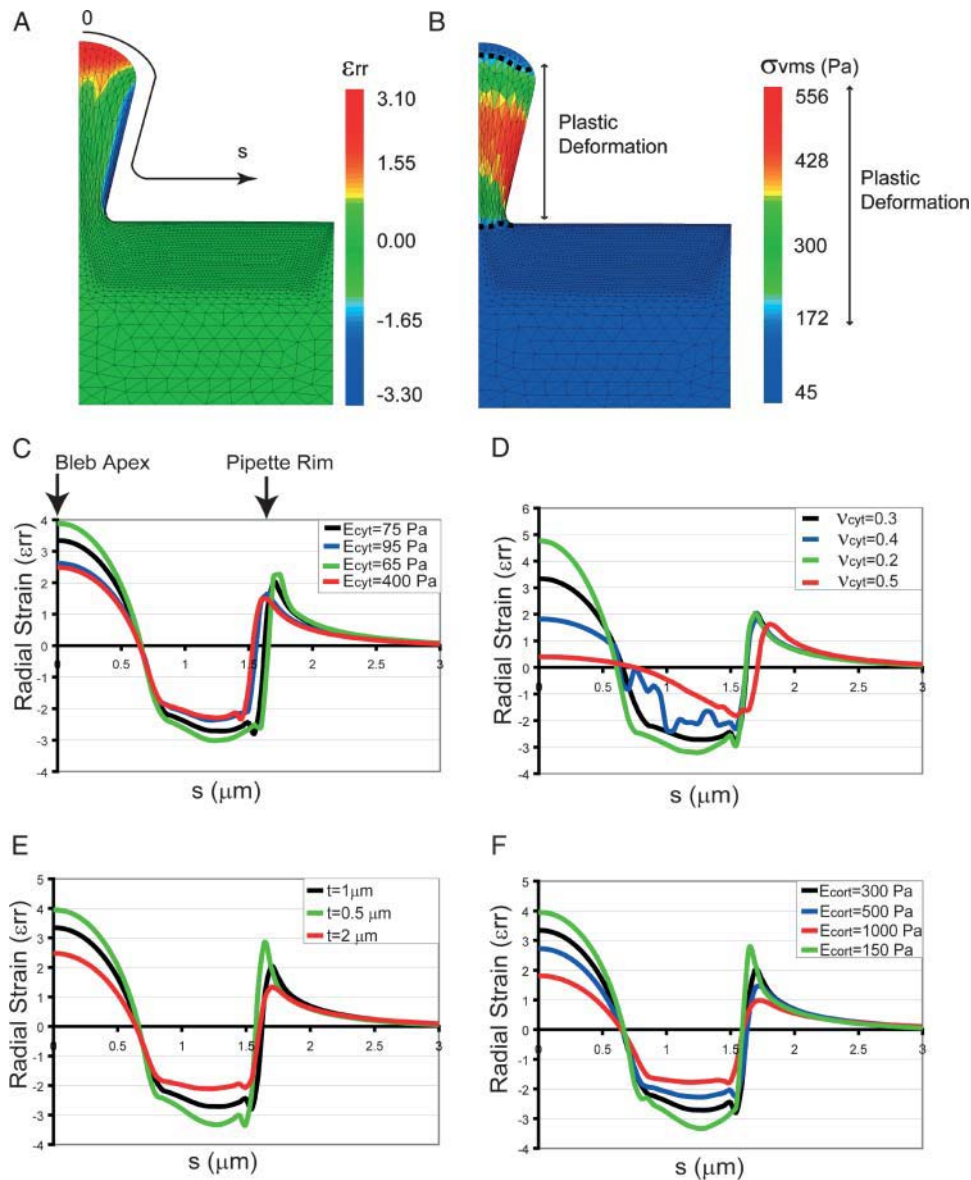 A
0
s
εrr
3.10
1.55
0.00
-1.65
-3.30
B
Plastic
Deformation
σvms (Pa)
556
428
300
172
45
Plastic
Deformation
C
Bleb Apex
Pipette Rim
Radial Strain (εrr)
4
3
2
1
0
-1
-2
-3
-4
0
0.5
1
1.5
2
2.5
3
s (μm)
Ecyt=75 Pa
Ecyt=95 Pa
Ecyt=65 Pa
Ecyt=400 Pa
D
Radial Strain (εrr)
6
5
4
3
2
1
0
-1
-2
-3
-4
0
0.5
1
1.5
2
2.5
3
s (μm)
νcyt=0.3
νcyt=0.4
νcyt=0.2
νcyt=0.5
E
Radial Strain (εrr)
5
4
3
2
1
0
-1
-2
-3
-4
0
0.5
1
1.5
2
2.5
3
s (μm)
t=1μm
t=0.5 μm
t=2 μm
F
Radial Strain (εrr)
5
4
3
2
1
0
-1
-2
-3
-4
0
0.5
1
1.5
2
2.5
3
s (μm)
Ecort=300 Pa
Ecort=500 Pa
Ecort=1000 Pa
Ecort=150 Pa